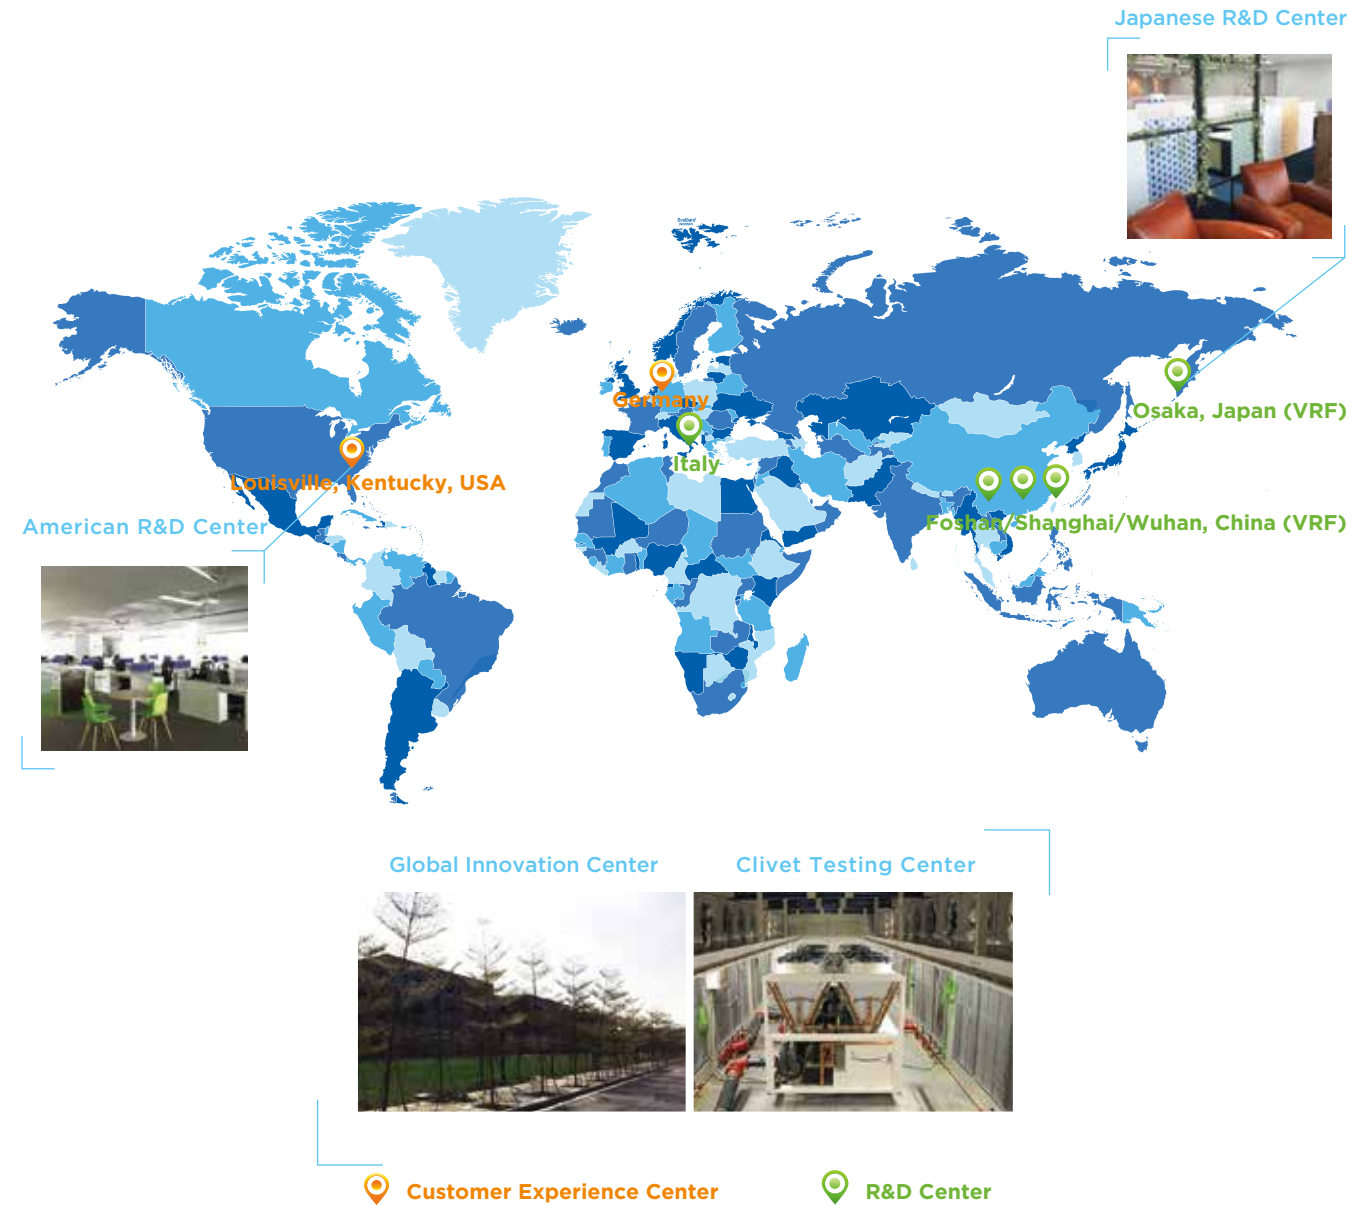 Japanese R&D Center
Svalbard
Germany
Osaka, Japan (VRF)
Italy
Louisville, Kentucky, USA
American R&D Center
Foshan/Shanghai/Wuhan, China (VRF)
Global Innovation Center
Clivet Testing Center
Customer Experience Center
R&D Center